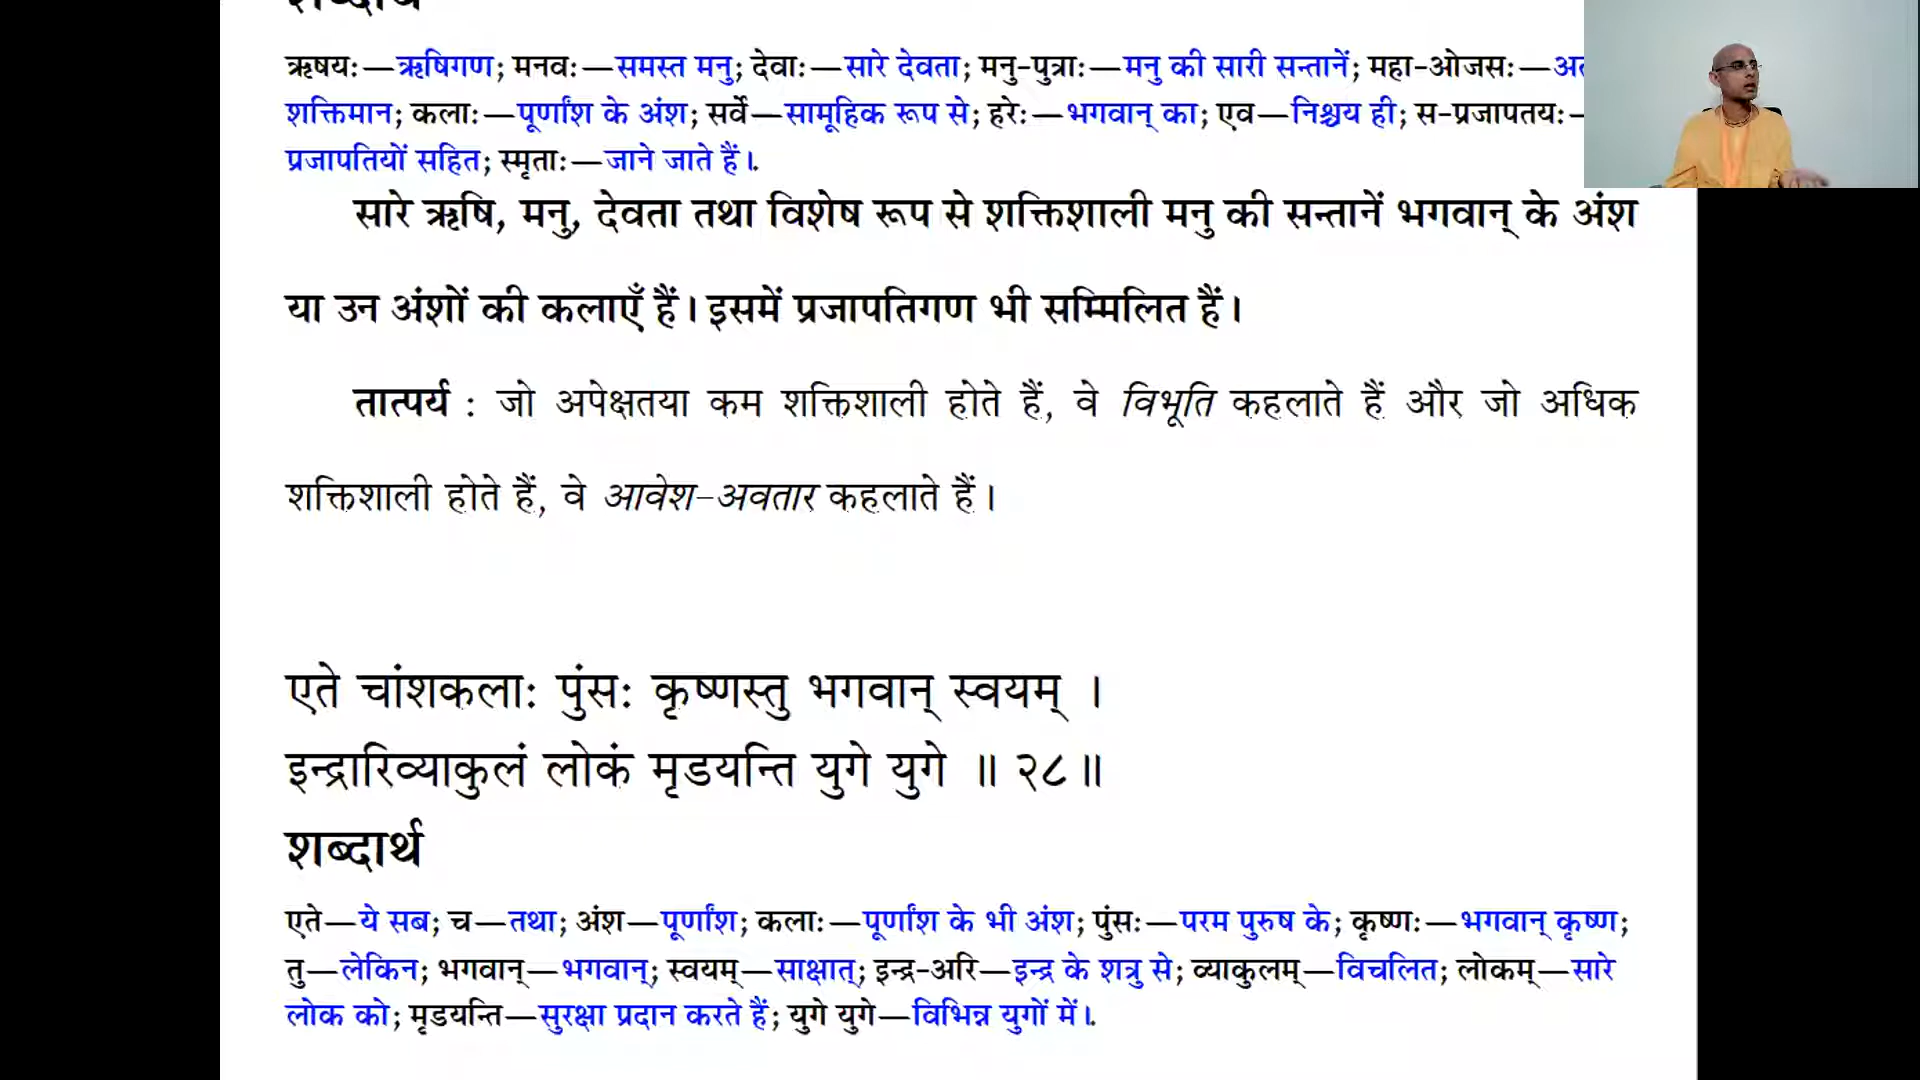 शब्दार्थ
ऋषयः—ऋषिगण; मनवः—समस्त मनु; देवाः—सारे देवता; मनु-पुत्राः—मनु की सारी सन्तानें; महा-ओजसः—
शक्तिमान; कलाः—पूर्णांश के अंश; सर्वे—सामूहिक रूप से; हरेः—भगवान् का; एव—निश्चय ही; स-प्रजापतयः—
प्रजापतियों सहित; स्मृताः—जाने जाते हैं।.
सारे ऋषि, मनु, देवता तथा विशेष रूप से शक्तिशाली मनु की सन्तानें भगवान् के अंश
या उन अंशों की कलाएँ हैं। इसमें प्रजापतिगण भी सम्मिलित हैं।
तात्पर्य : जो अपेक्षतया कम शक्तिशाली होते हैं, वे विभूति कहलाते हैं और जो अधिक
शक्तिशाली होते हैं, वे आवेश-अवतार कहलाते हैं।
एते चांशकलाः पुंसः कृष्णस्तु भगवान् स्वयम् ।
इन्द्रारिव्याकुलं लोकं मृडयन्ति युगे युगे ॥ २८॥
शब्दार्थ
एते—ये सब; च—तथा; अंश—पूर्णांश; कलाः—पूर्णांश के भी अंश; पुंसः—परम पुरुष के; कृष्णः—भगवान् कृष्ण;
तु—लेकिन; भगवान्—भगवान्; स्वयम्—साक्षात्; इन्द्र-अरि—इन्द्र के शत्रु से; व्याकुलम्—विचलित; लोकम्—सारे
लोक को; मृडयन्ति—सुरक्षा प्रदान करते हैं; युगे युगे—विभिन्न युगों में।.